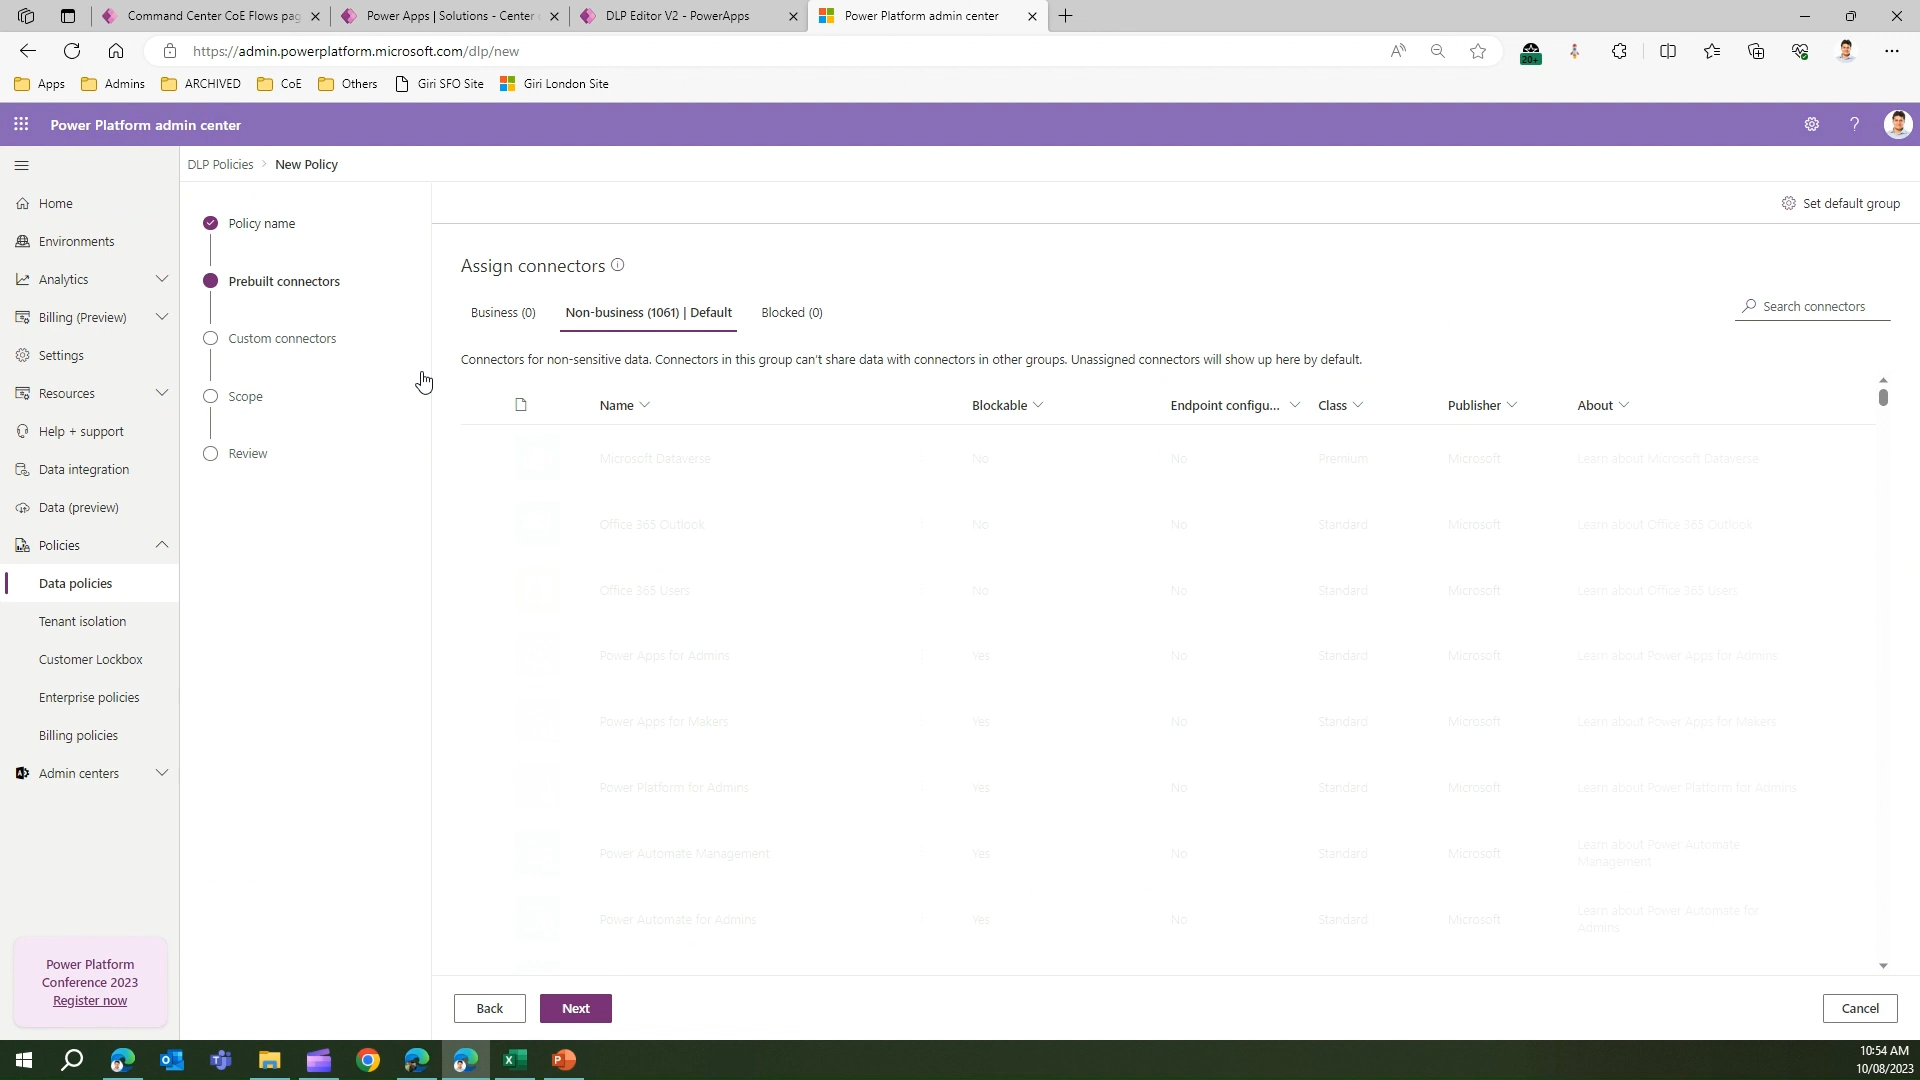 Command Center CoE Flows pag
Power Apps | Solutions - Center
DLP Editor V2 - PowerApps
Power Platform admin center
https://admin.powerplatform.microsoft.com/dlp/new
20+
Apps
Admins
ARCHIVED
CoE
Others
Giri SFO Site
Giri London Site
Power Platform admin center
?
DLP Policies > New Policy
Set default group
Home
Environments
Analytics
Billing (Preview)
Settings
Resources
Help + support
Data integration
Data (preview)
Policies
Data policies
Tenant isolation
Customer Lockbox
Enterprise policies
Billing policies
Admin centers
Power Platform
Conference 2023
Register now
Policy name
Prebuilt connectors
Custom connectors
Scope
Review
Assign connectors
Business (0)
Non-business (1061) | Default
Blocked (0)
Search connectors
Connectors for non-sensitive data. Connectors in this group can't share data with connectors in other groups. Unassigned connectors will show up here by default.
Name Blockable Endpoint configu... Class Publisher About
Microsoft Dataverse No No Premium Microsoft Learn about Microsoft Dataverse
Office 365 Outlook No No Standard Microsoft Learn about Office 365 Outlook
Office 365 Users No No Standard Microsoft Learn about Office 365 Users
Power Apps for Admins Yes No Standard Microsoft Learn about Power Apps for Admins
Power Apps for Makers Yes No Standard Microsoft Learn about Power Apps for Makers
Power Platform for Admins Yes No Standard Microsoft Learn about Power Platform for Admins
Power Automate Management Yes No Standard Microsoft Learn about Power Automate
Management
Power Automate for Admins Yes No Standard Microsoft Learn about Power Automate for
Admins
Back
Next
Cancel
10:54 AM
10/08/2023